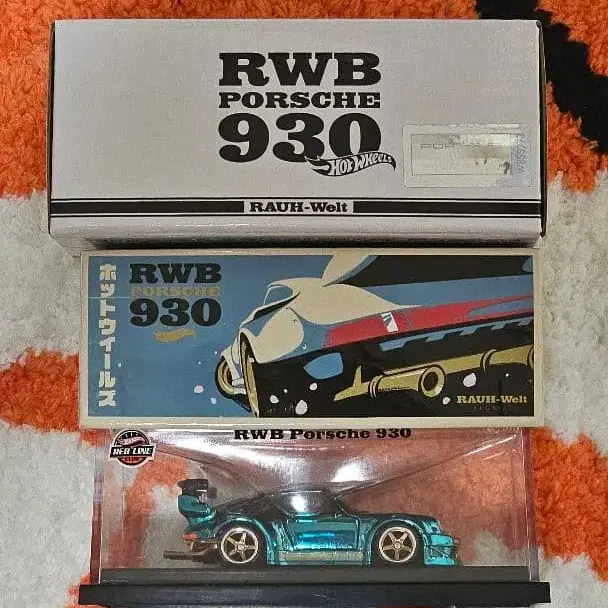 RWB
PORSCHE
930
HOT WHEELS
RAUH-Welt
ホットウィールズ
RWB
PORSCHE
930
RAUH-Welt
RWB Porsche 930
RED LINE
CLUB